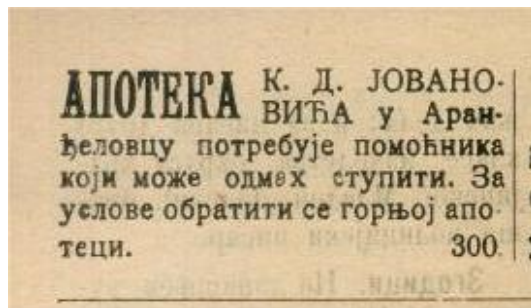 АПОТЕКА К. Д. ЈОВАНО-
ВИЋА у Аран-
ђеловцу потребује помоћника
који може одмах ступити. За
услове обратити се горњој апо-
теци. 300.